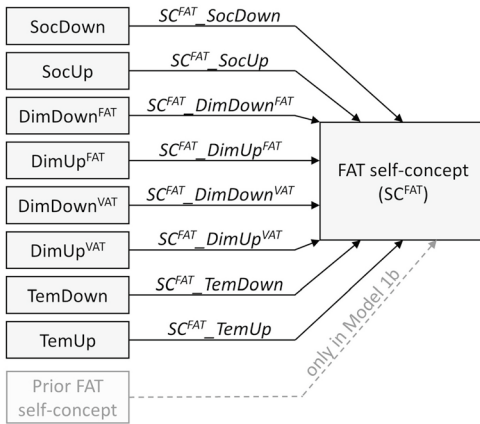 SocDown
SC^FAT_SocDown
SocUp
SC^FAT_SocUp
DimDown^FAT
SC^FAT_DimDown^FAT
DimUp^FAT
SC^FAT_DimUp^FAT
DimDown^VAT
SC^FAT_DimDown^VAT
DimUp^VAT
SC^FAT_DimUp^VAT
TemDown
SC^FAT_TemDown
TemUp
SC^FAT_TemUp
FAT self-concept
(SC^FAT)
only in Model 1b
Prior FAT
self-concept